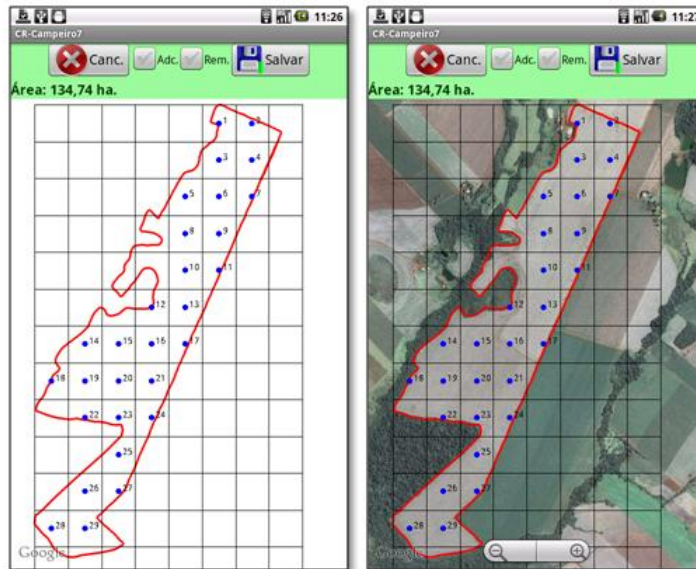 11:26
CR-Campeiro7
Canc.
Adc.
Rem.
Salvar
Área: 134,74 ha.
1 2
3 4
5 6 7
8 9
10 11
12 13
14 15 16 17
18 19 20 21
22 23 24
25
26 27
28 29
Google
11:27
CR-Campeiro7
Canc.
Adc.
Rem.
Salvar
Área: 134,74 ha.
1 2
3 4
5 6 7
8 9
10 11
12 13
14 15 16 17
18 19 20 21
22 23 24
25
26 27
28 29
Google